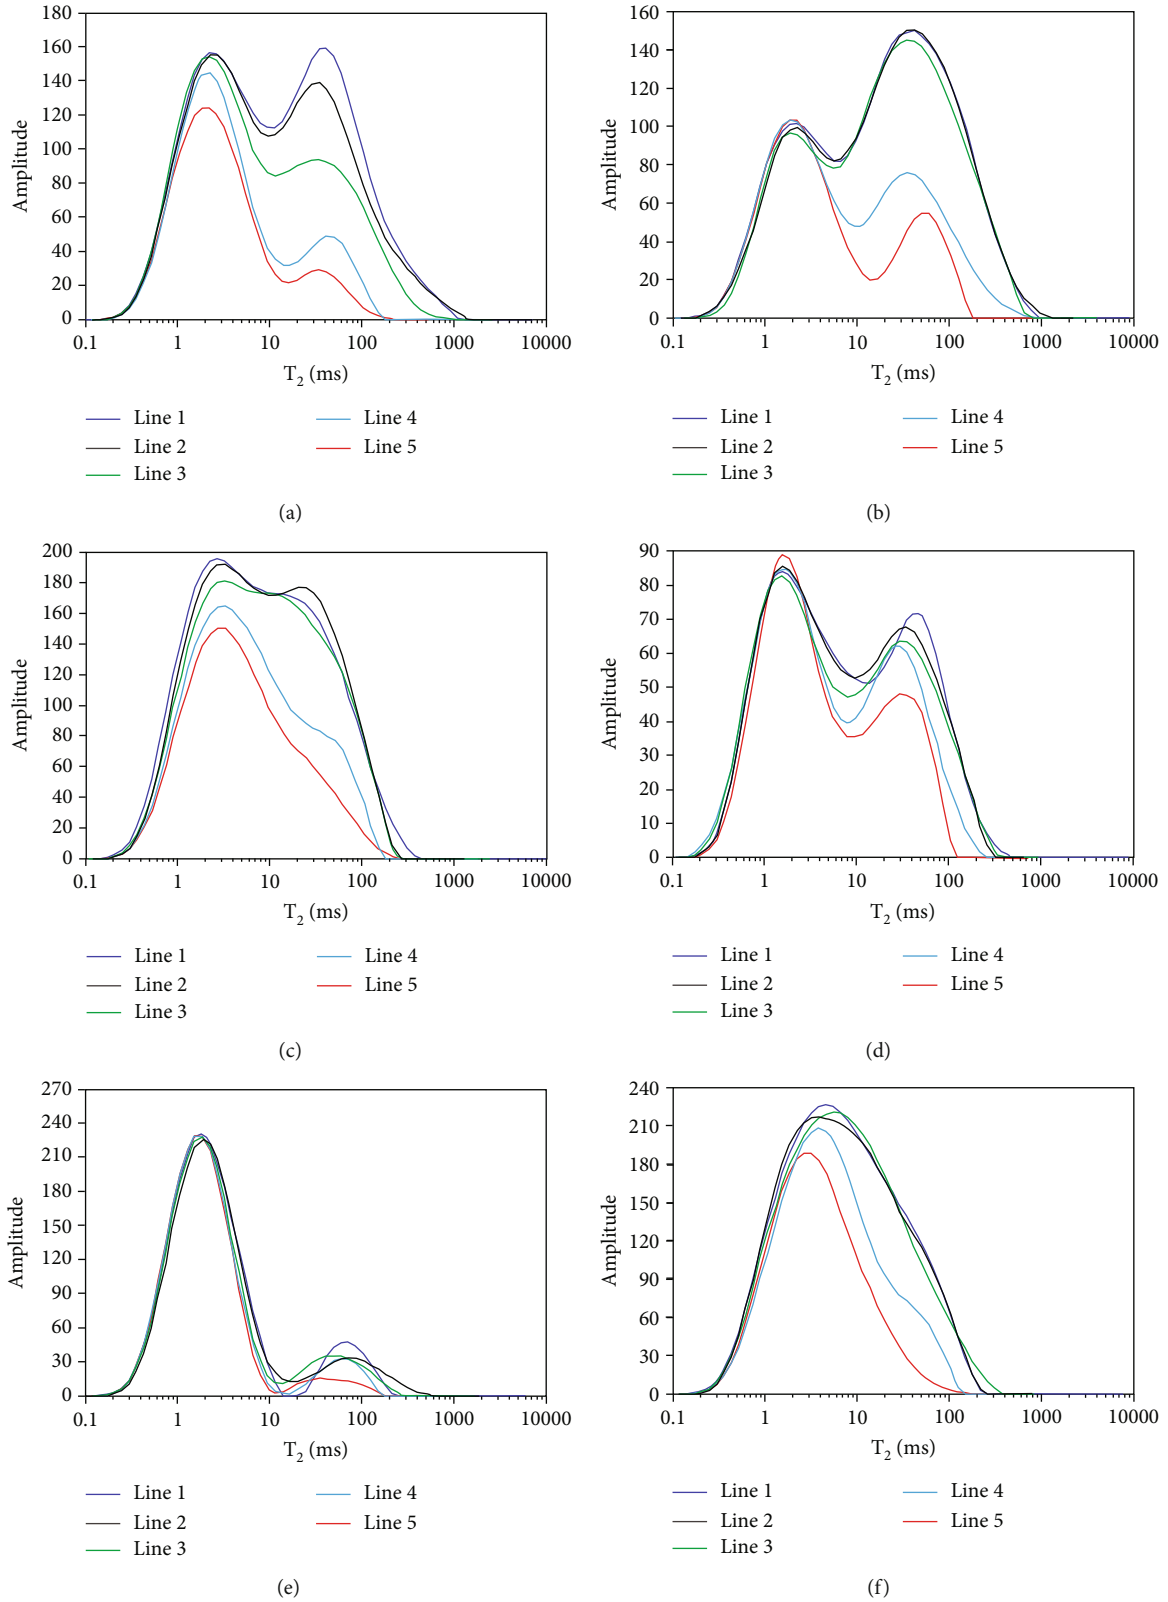 180
160
140
120
100
80
60
40
20
0
Amplitude
0.1 1 10 100 1000 10000
T2 (ms)
Line 1 Line 4
Line 2 Line 5
Line 3
(a)
160
140
120
100
80
60
40
20
0
Amplitude
0.1 1 10 100 1000 10000
T2 (ms)
Line 1 Line 4
Line 2 Line 5
Line 3
(b)
200
180
160
140
120
100
80
60
40
20
0
Amplitude
0.1 1 10 100 1000 10000
T2 (ms)
Line 1 Line 4
Line 2 Line 5
Line 3
(c)
90
80
70
60
50
40
30
20
10
0
Amplitude
0.1 1 10 100 1000 10000
T2 (ms)
Line 1 Line 4
Line 2 Line 5
Line 3
(d)
270
240
210
180
150
120
90
60
30
0
Amplitude
0.1 1 10 100 1000 10000
T2 (ms)
Line 1 Line 4
Line 2 Line 5
Line 3
(e)
240
210
180
150
120
90
60
30
0
Amplitude
0.1 1 10 100 1000 10000
T2 (ms)
Line 1 Line 4
Line 2 Line 5
Line 3
(f)